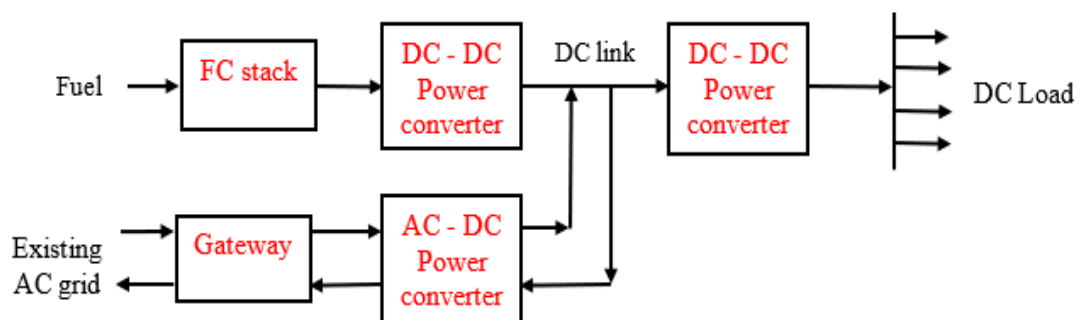 Fuel
FC stack
DC - DC
Power
converter
DC link
DC - DC
Power
converter
DC Load
Existing
AC grid
Gateway
AC - DC
Power
converter